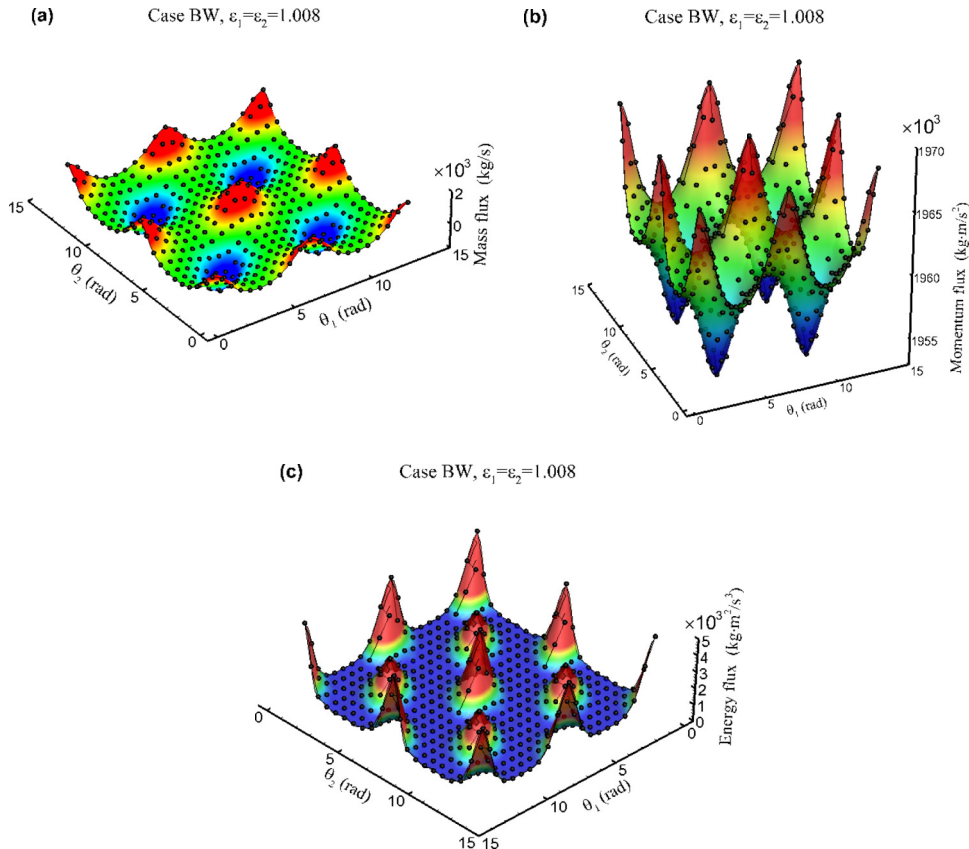 (a)
Case BW, ε₁=ε₂=1.008
×10³
2
0
15
Mass flux (kg/s)
15
10
5
0
θ₂ (rad)
0
5
10
θ₁ (rad)
(b)
Case BW, ε₁=ε₂=1.008
×10³
1970
1965
1960
1955
15
Momentum flux (kg·m/s²)
15
10
5
0
θ₂ (rad)
0
5
10
θ₁ (rad)
(c)
Case BW, ε₁=ε₂=1.008
×10³
5
4
3
2
1
0
0
Energy flux (kg·m²/s³)
0
5
10
15
θ₂ (rad)
15
10
5
θ₁ (rad)